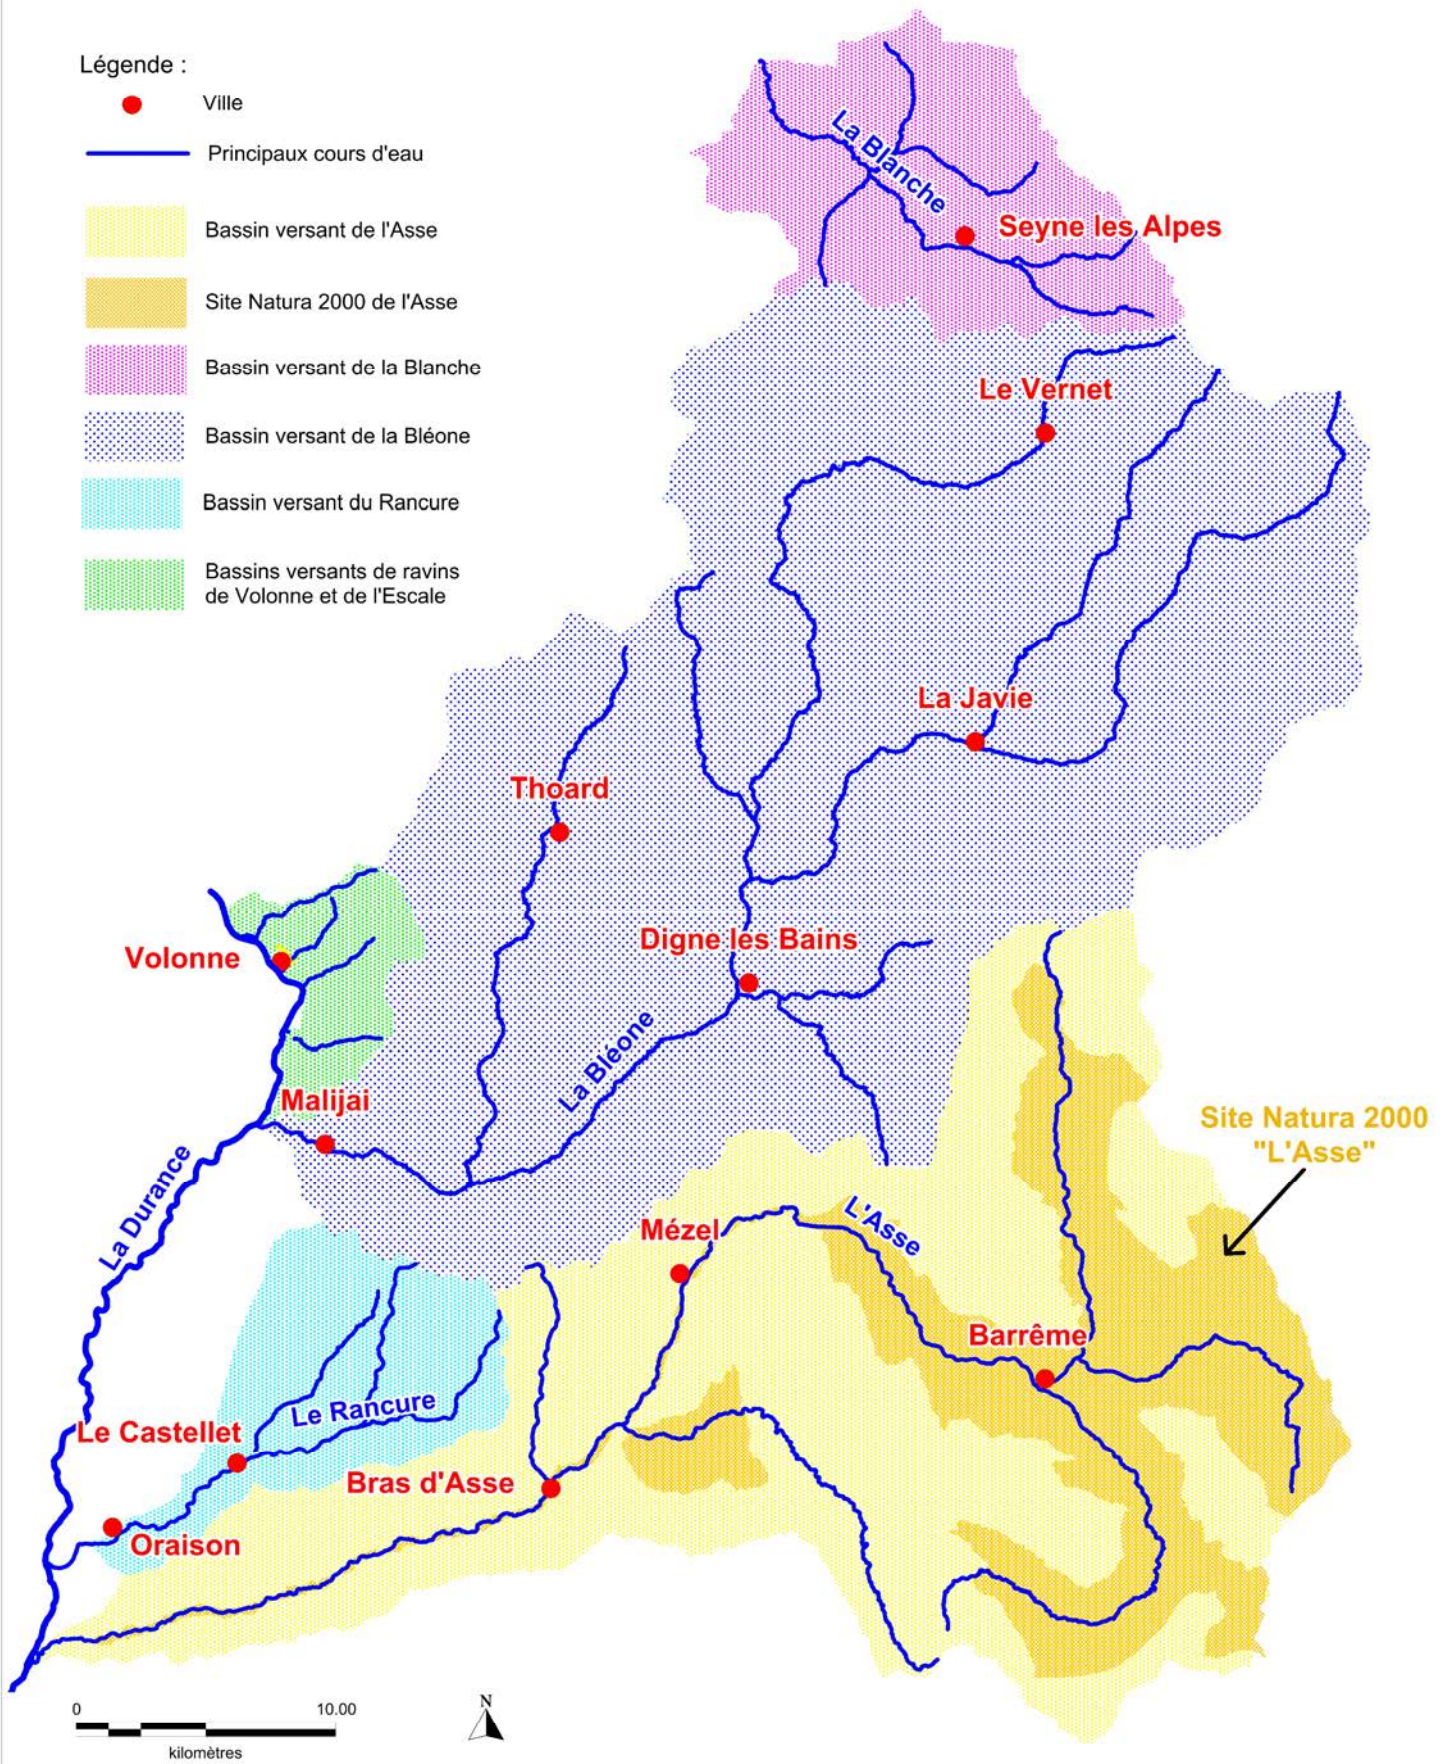 Légende :
Ville
Principaux cours d'eau
Bassin versant de l'Asse
Site Natura 2000 de l'Asse
Bassin versant de la Blanche
Bassin versant de la Bléone
Bassin versant du Rancure
Bassins versants de ravins
de Volonne et de l'Escale
La Blanche
Seyne les Alpes
Le Vernet
La Javie
Thoard
Volonne
Digne les Bains
La Bléone
Malijai
La Durance
Site Natura 2000
"L'Asse"
L'Asse
Mézel
Barrême
Le Rancure
Le Castellet
Bras d'Asse
Oraison
0 10.00
kilomètres
N